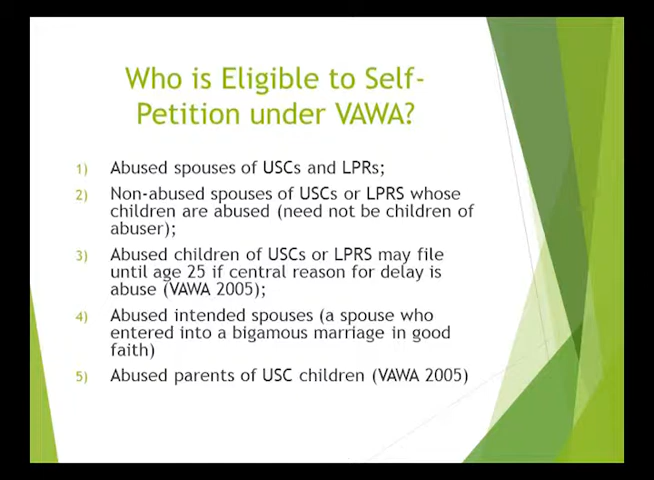 Who is Eligible to Self-
Petition under VAWA?
1) Abused spouses of USCs and LPRs;
2) Non-abused spouses of USCs or LPRS whose
children are abused (need not be children of
abuser);
3) Abused children of USCs or LPRS may file
until age 25 if central reason for delay is
abuse (VAWA 2005);
4) Abused intended spouses (a spouse who
entered into a bigamous marriage in good
faith)
5) Abused parents of USC children (VAWA 2005)